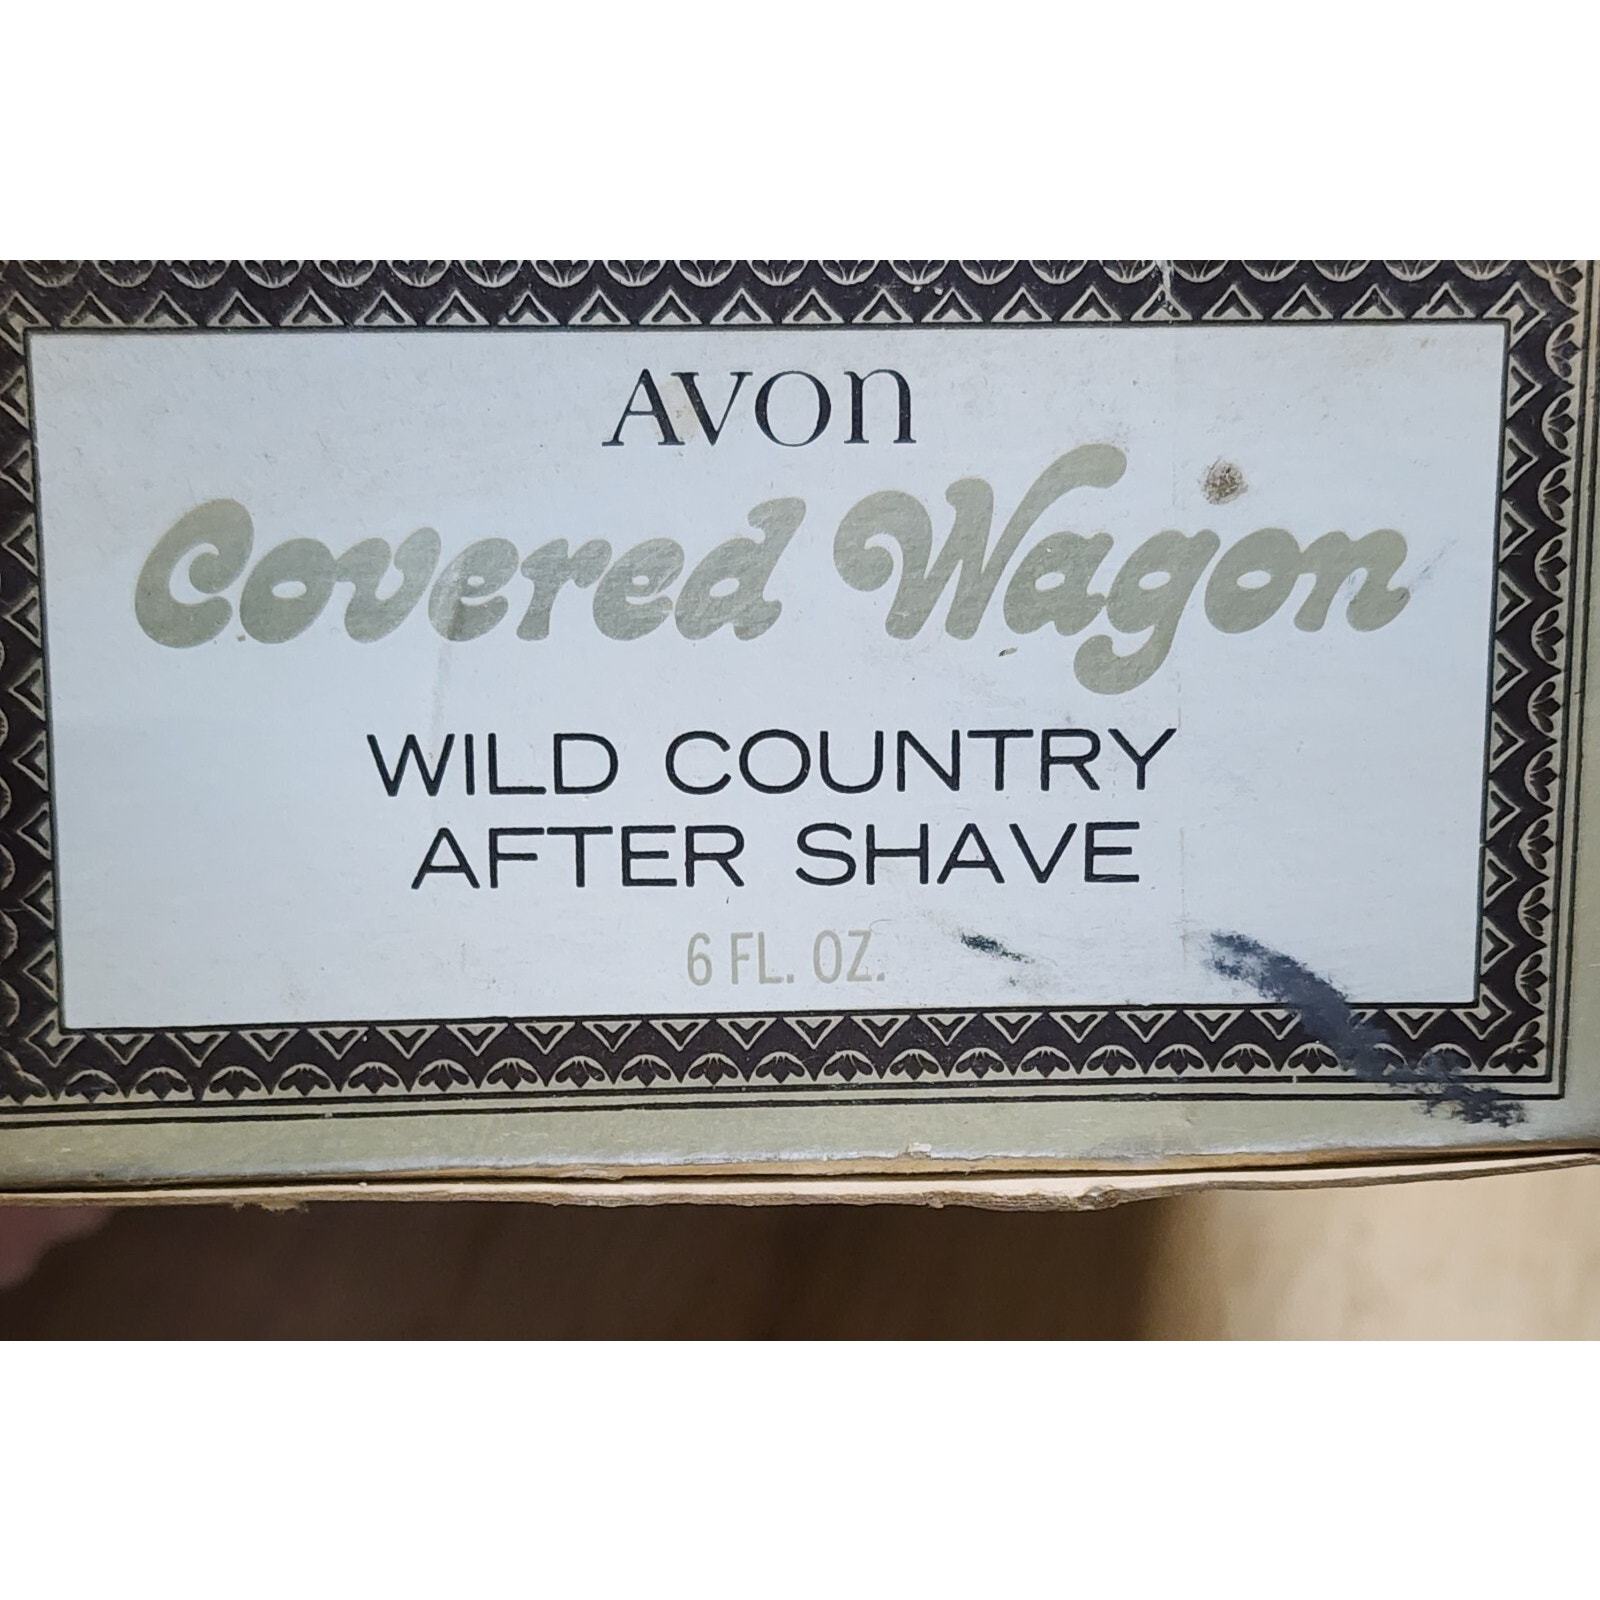 AVON
Covered Wagon
WILD COUNTRY
AFTER SHAVE
6 FL. OZ.